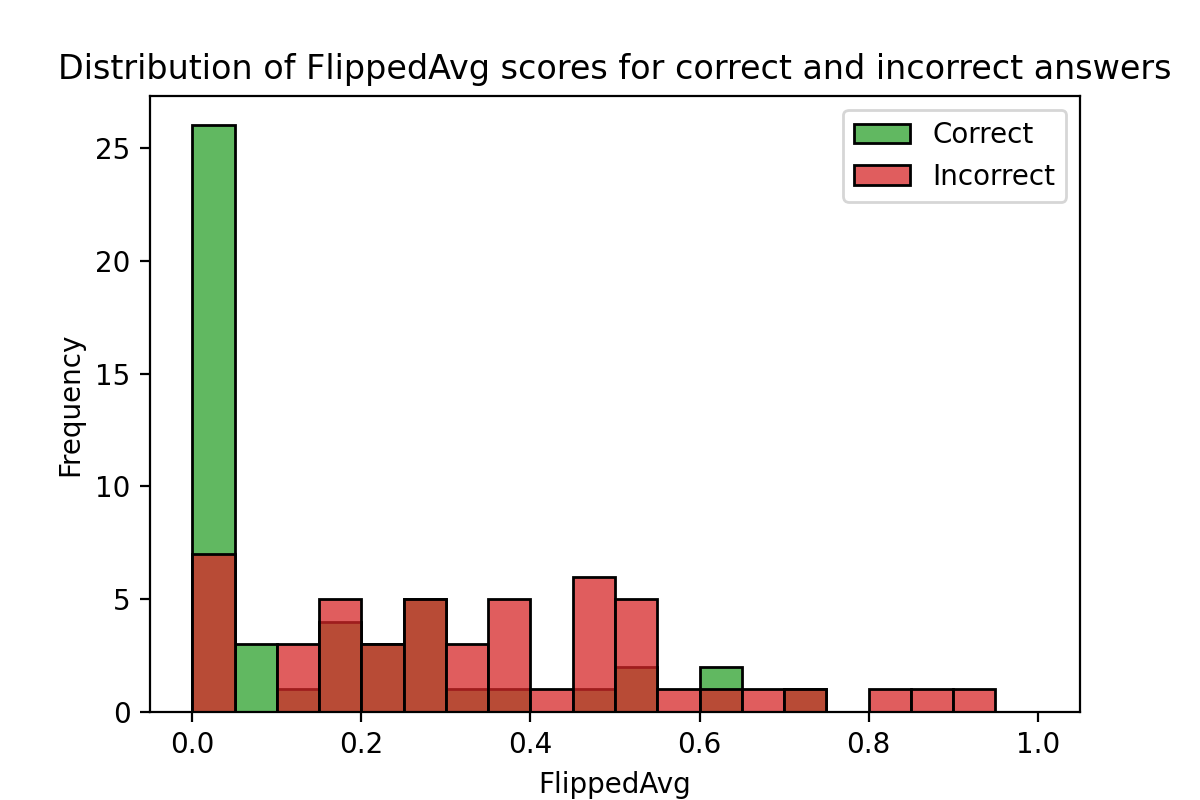 Distribution of FlippedAvg scores for correct and incorrect answers
Correct
Incorrect
Frequency
25
20
15
10
5
0
0.0 0.2 0.4 0.6 0.8 1.0
FlippedAvg